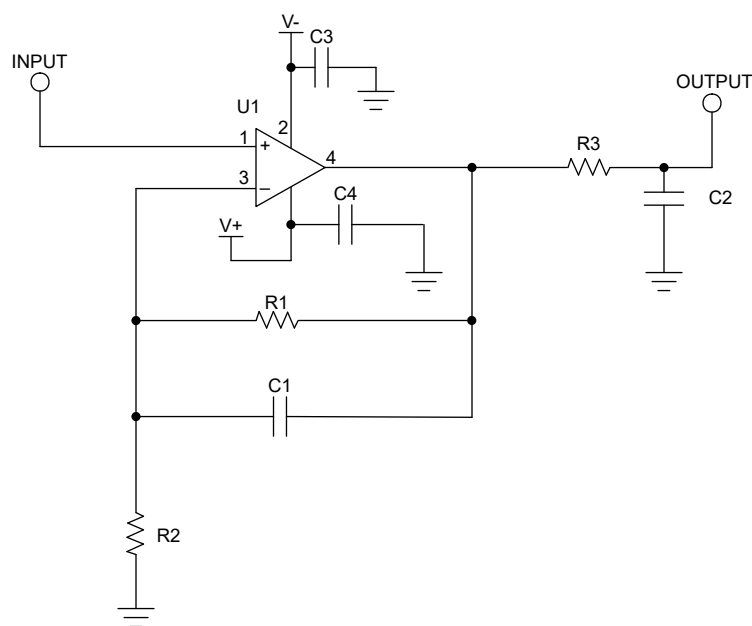 V-
C3
INPUT
OUTPUT
U1
2
1
+
4
R3
3
–
C4
C2
V+
R1
C1
R2